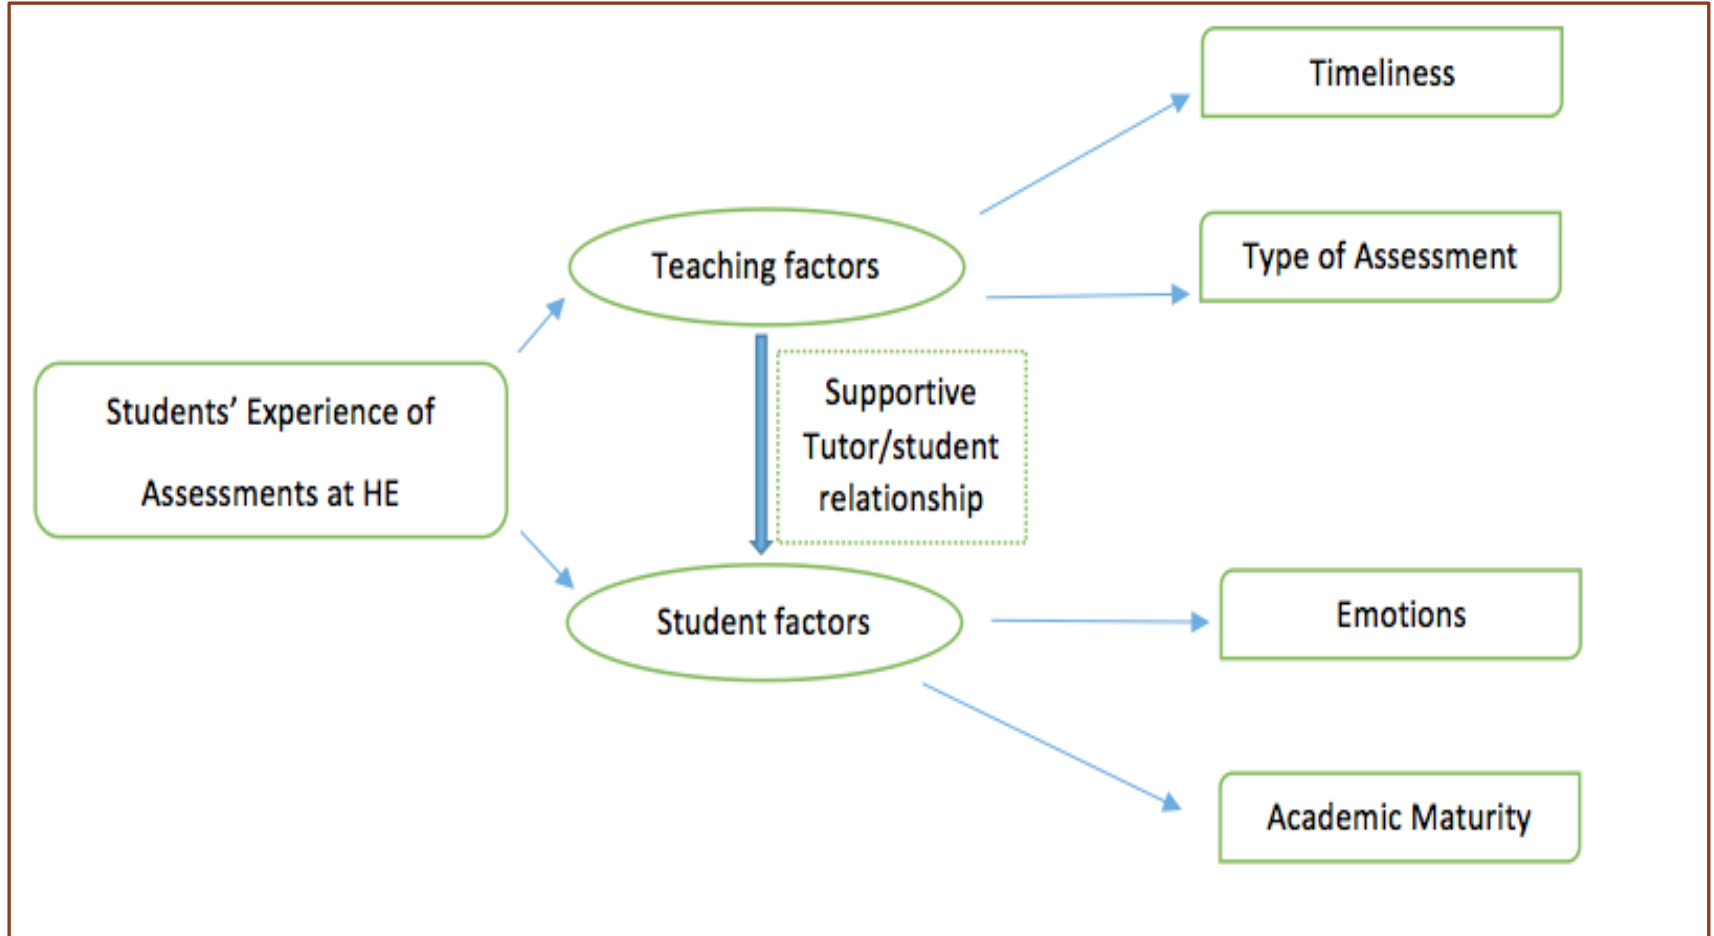 Timeliness
Teaching factors
Type of Assessment
Students’ Experience of
Assessments at HE
Supportive
Tutor/student
relationship
Student factors
Emotions
Academic Maturity